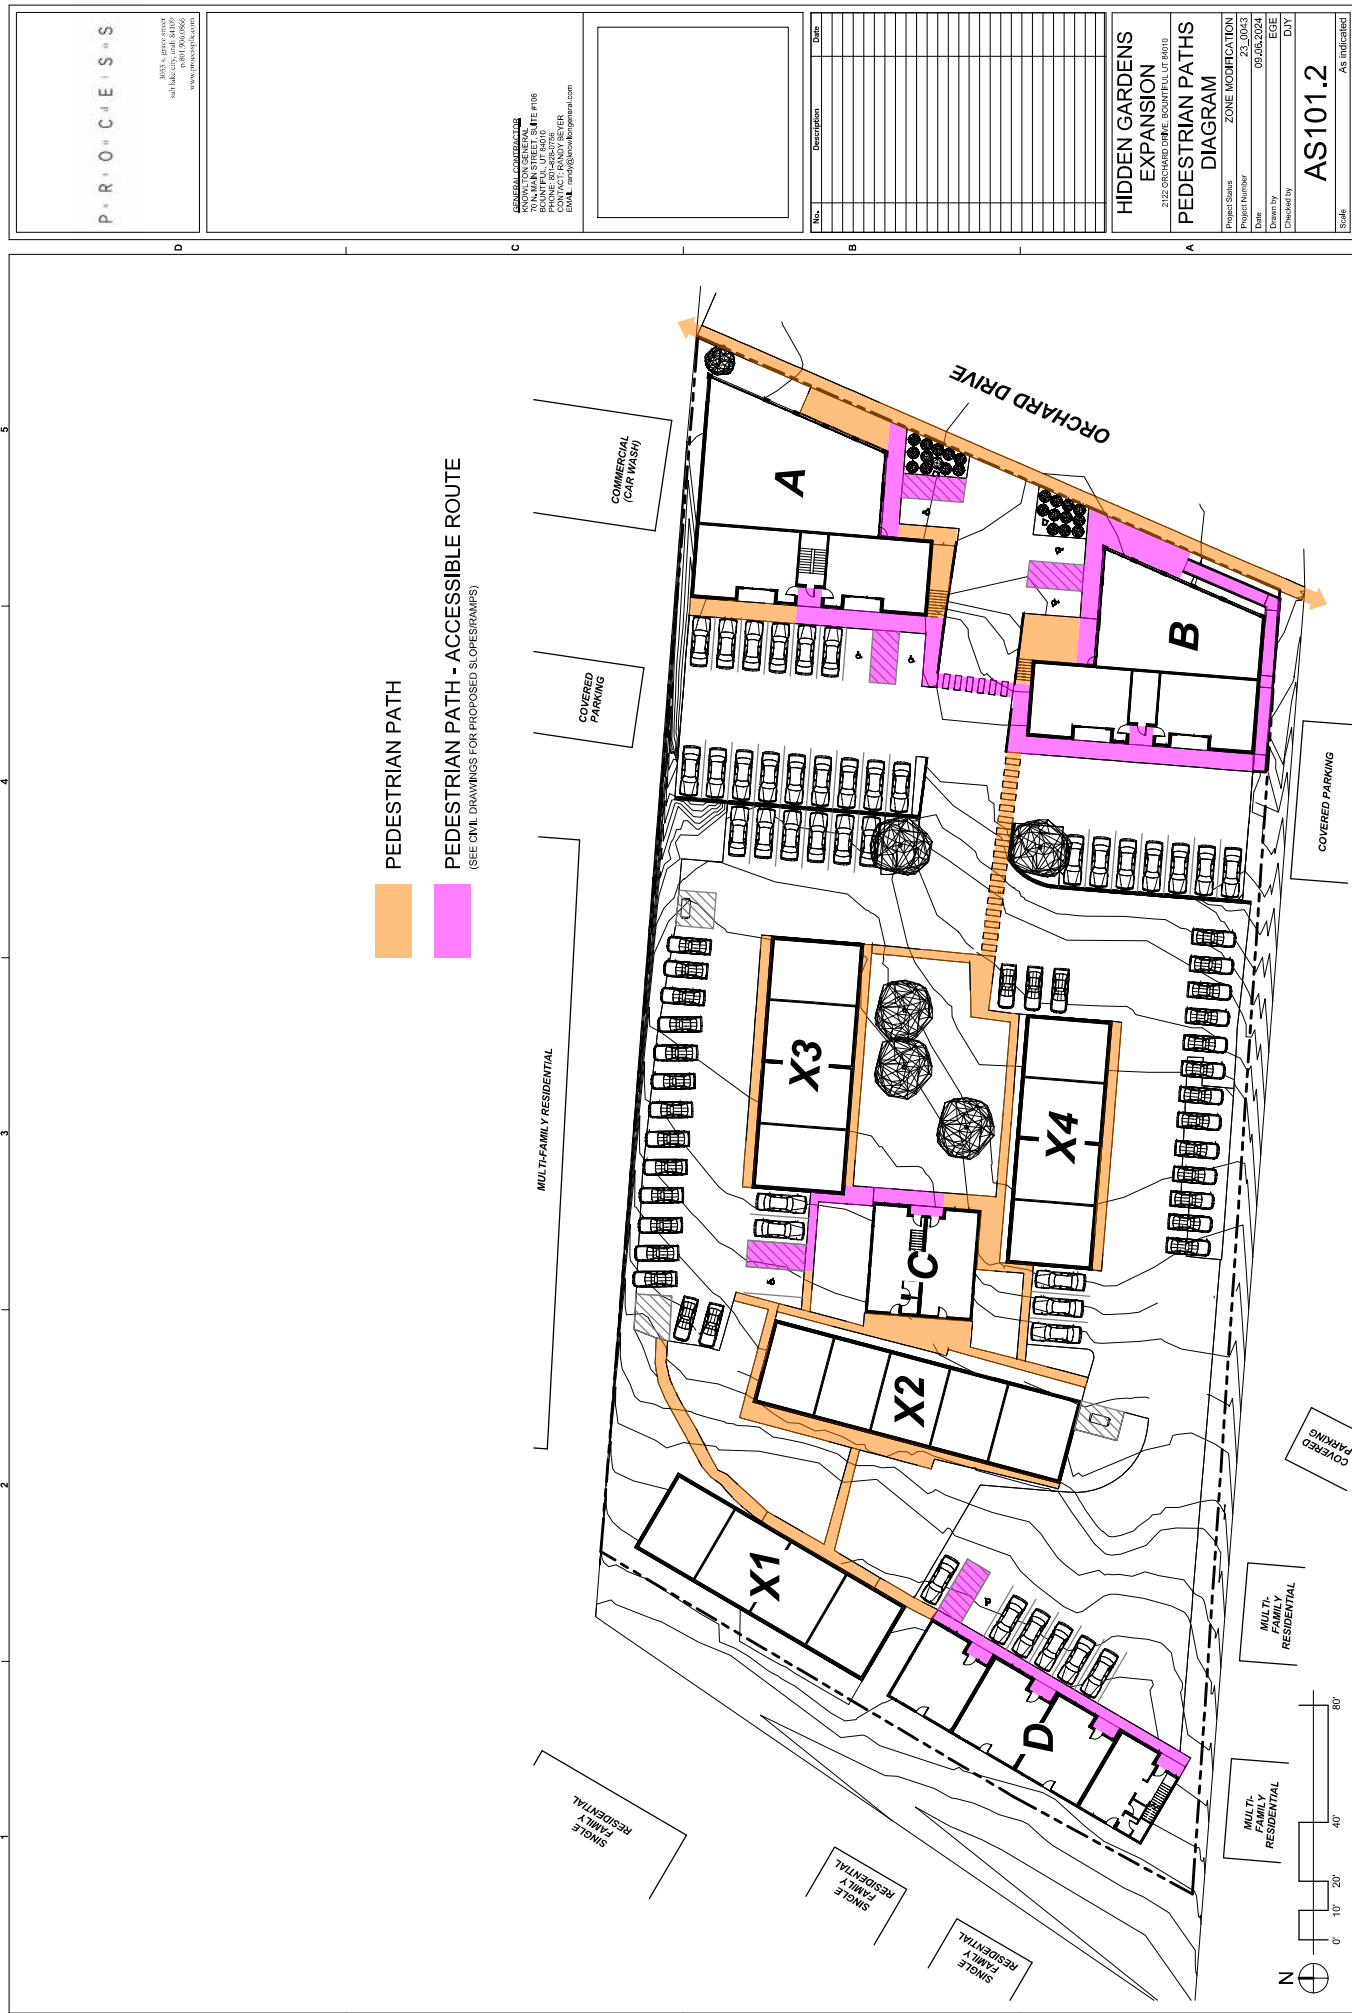 P·R·O·C·E·S·S
3055 s. grace street
salt lake city, utah 84109
p.801.906.0866
www.processplc.com
GENERAL CONTRACTOR
KNOWLTON GENERAL
70 N. MAIN STREET, SUITE #106
BOUNTIFUL, UT 84010
PHONE: 801-828-0756
CONTACT: RANDY BEYER
EMAIL: randy@knowltongeneral.com
No. Description Date
HIDDEN GARDENS
EXPANSION
2122 ORCHARD DRIVE, BOUNTIFUL UT 84010
PEDESTRIAN PATHS
DIAGRAM
Project Status ZONE MODIFICATION
Project Number 23_0043
Date 09.06.2024
Drawn by EGE
Checked by DJY
AS101.2
Scale As indicated
D
C
B
A
1
2
3
4
5
PEDESTRIAN PATH
PEDESTRIAN PATH - ACCESSIBLE ROUTE
(SEE CIVIL DRAWINGS FOR PROPOSED SLOPES/RAMPS)
COMMERCIAL
(CAR WASH)
COVERED
PARKING
MULTI-FAMILY RESIDENTIAL
SINGLE
FAMILY
RESIDENTIAL
SINGLE
FAMILY
RESIDENTIAL
SINGLE
FAMILY
RESIDENTIAL
ORCHARD DRIVE
A
B
X3
X4
C
X2
X1
D
COVERED PARKING
COVERED
PARKING
MULTI-
FAMILY
RESIDENTIAL
MULTI-
FAMILY
RESIDENTIAL
N
0' 10' 20' 40' 80'